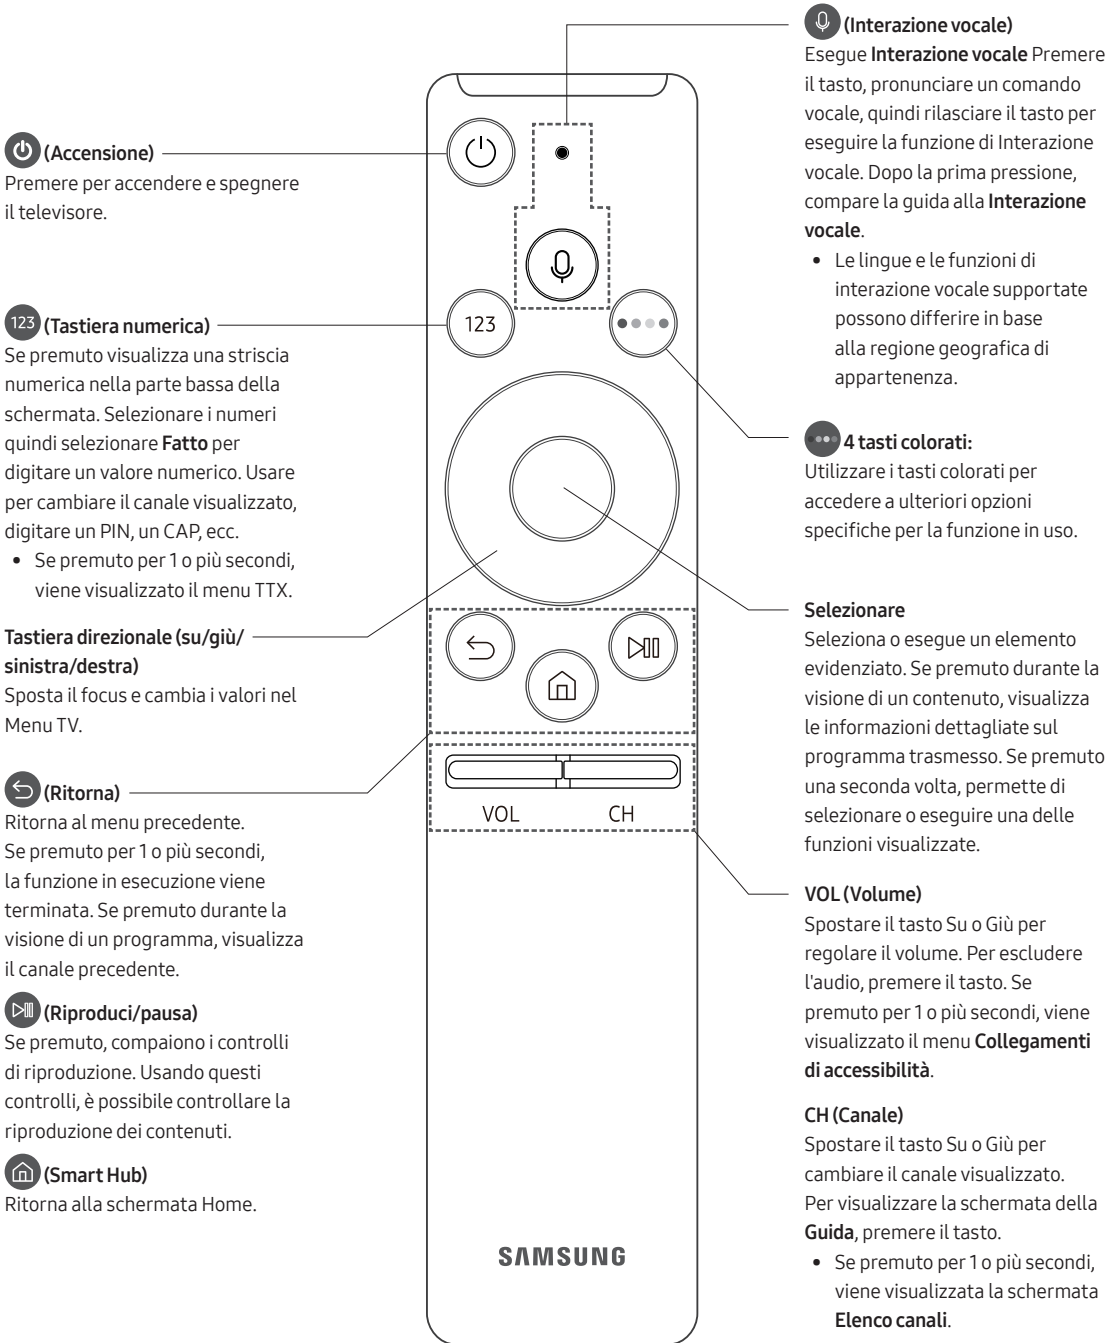 (Accensione)
Premere per accendere e spegnere
il televisore.
123 (Tastiera numerica)
Se premuto visualizza una striscia
numerica nella parte bassa della
schermata. Selezionare i numeri
quindi selezionare Fatto per
digitare un valore numerico. Usare
per cambiare il canale visualizzato,
digitare un PIN, un CAP, ecc.
• Se premuto per 1 o più secondi,
viene visualizzato il menu TTX.
Tastiera direzionale (su/giù/
sinistra/destra)
Sposta il focus e cambia i valori nel
Menu TV.
(Ritorna)
Ritorna al menu precedente.
Se premuto per 1 o più secondi,
la funzione in esecuzione viene
terminata. Se premuto durante la
visione di un programma, visualizza
il canale precedente.
(Riproduci/pausa)
Se premuto, compaiono i controlli
di riproduzione. Usando questi
controlli, è possibile controllare la
riproduzione dei contenuti.
(Smart Hub)
Ritorna alla schermata Home.
123
VOL CH
SAMSUNG
(Interazione vocale)
Esegue Interazione vocale Premere
il tasto, pronunciare un comando
vocale, quindi rilasciare il tasto per
eseguire la funzione di Interazione
vocale. Dopo la prima pressione,
compare la guida alla Interazione
vocale.
• Le lingue e le funzioni di
interazione vocale supportate
possono differire in base
alla regione geografica di
appartenenza.
4 tasti colorati:
Utilizzare i tasti colorati per
accedere a ulteriori opzioni
specifiche per la funzione in uso.
Selezionare
Seleziona o esegue un elemento
evidenziato. Se premuto durante la
visione di un contenuto, visualizza
le informazioni dettagliate sul
programma trasmesso. Se premuto
una seconda volta, permette di
selezionare o eseguire una delle
funzioni visualizzate.
VOL (Volume)
Spostare il tasto Su o Giù per
regolare il volume. Per escludere
l'audio, premere il tasto. Se
premuto per 1 o più secondi, viene
visualizzato il menu Collegamenti
di accessibilità.
CH (Canale)
Spostare il tasto Su o Giù per
cambiare il canale visualizzato.
Per visualizzare la schermata della
Guida, premere il tasto.
• Se premuto per 1 o più secondi,
viene visualizzata la schermata
Elenco canali.